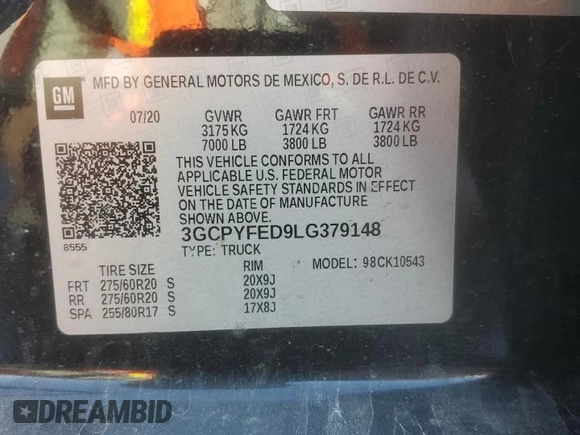 GM
MFD BY GENERAL MOTORS DE MEXICO, S. DE R.L. DE C.V.
07/20 GVWR GAWR FRT GAWR RR
3175 KG 1724 KG 1724 KG
7000 LB 3800 LB 3800 LB
THIS VEHICLE CONFORMS TO ALL
APPLICABLE U.S. FEDERAL MOTOR
VEHICLE SAFETY STANDARDS IN EFFECT
ON THE DATE OF MANUFACTURE
SHOWN ABOVE.
8555 3GCPYFED9LG379148
TYPE: TRUCK
TIRE SIZE RIM MODEL: 98CK10543
FRT 275/60R20 S 20X9J
RR 275/60R20 S 20X9J
SPA 255/80R17 S 17X8J
DREAMBID